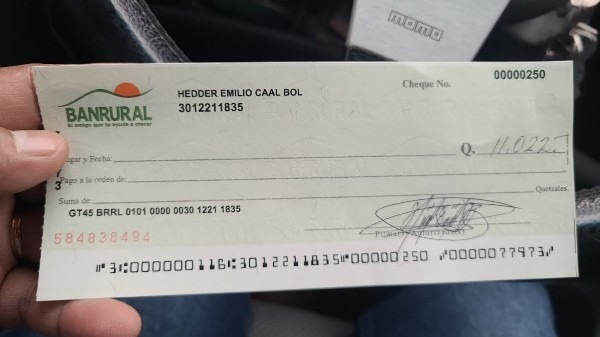 momo
HEDDER EMILIO CAAL BOL
3012211835
Cheque No.
00000250
BANRURAL
El amigo que te ayuda a crecer
Lugar y Fecha:
Q. 11.022.
Pago a la orden de:
Quetzales.
Suma de:
GT45 BRRL 0101 0000 0030 1221 1835
584838494
Firma(s) Autorizada(s)
⑈3⑆000000116⑆3012211835⑈00000250 ⑈0000077973⑈